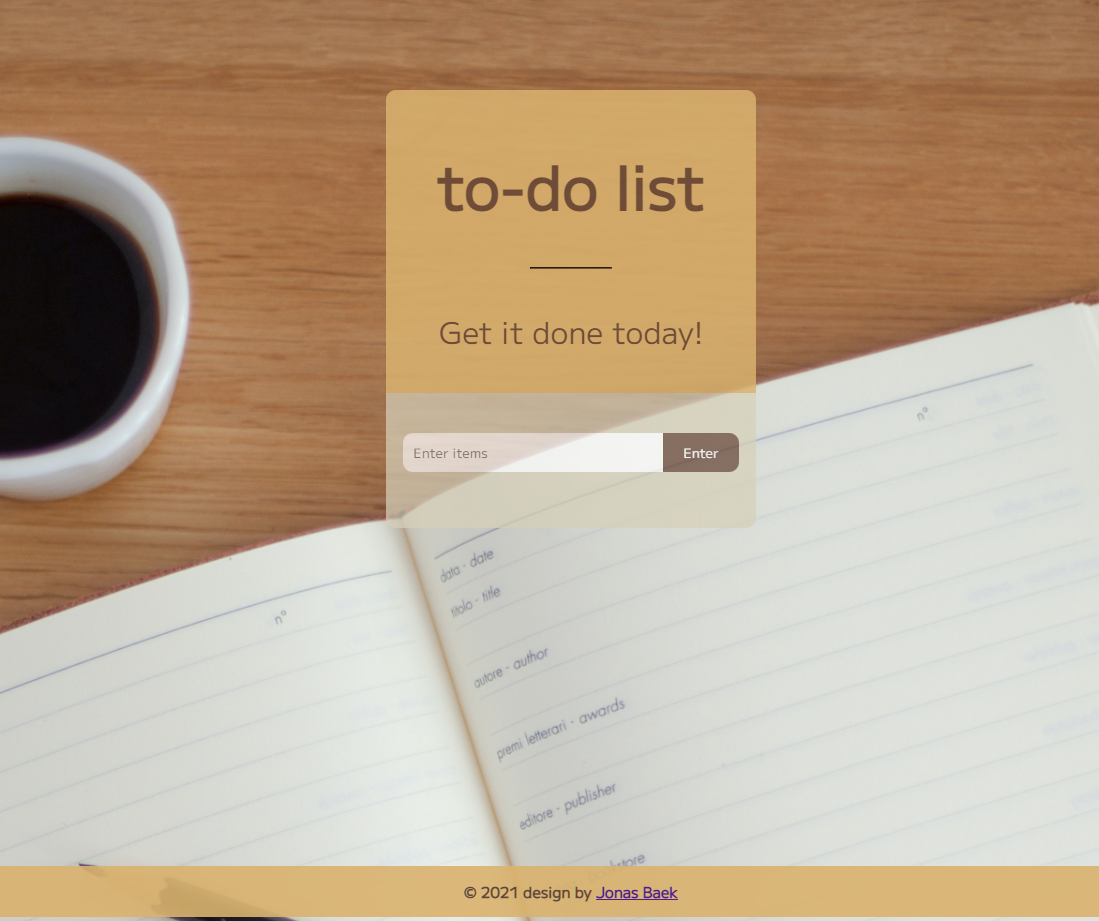 to-do list
Get it done today!
Enter items Enter
n°
data - date
titolo - title
n°
autore - author
premi letterari - awards
editore - publisher
© 2021 design by Jonas Baek